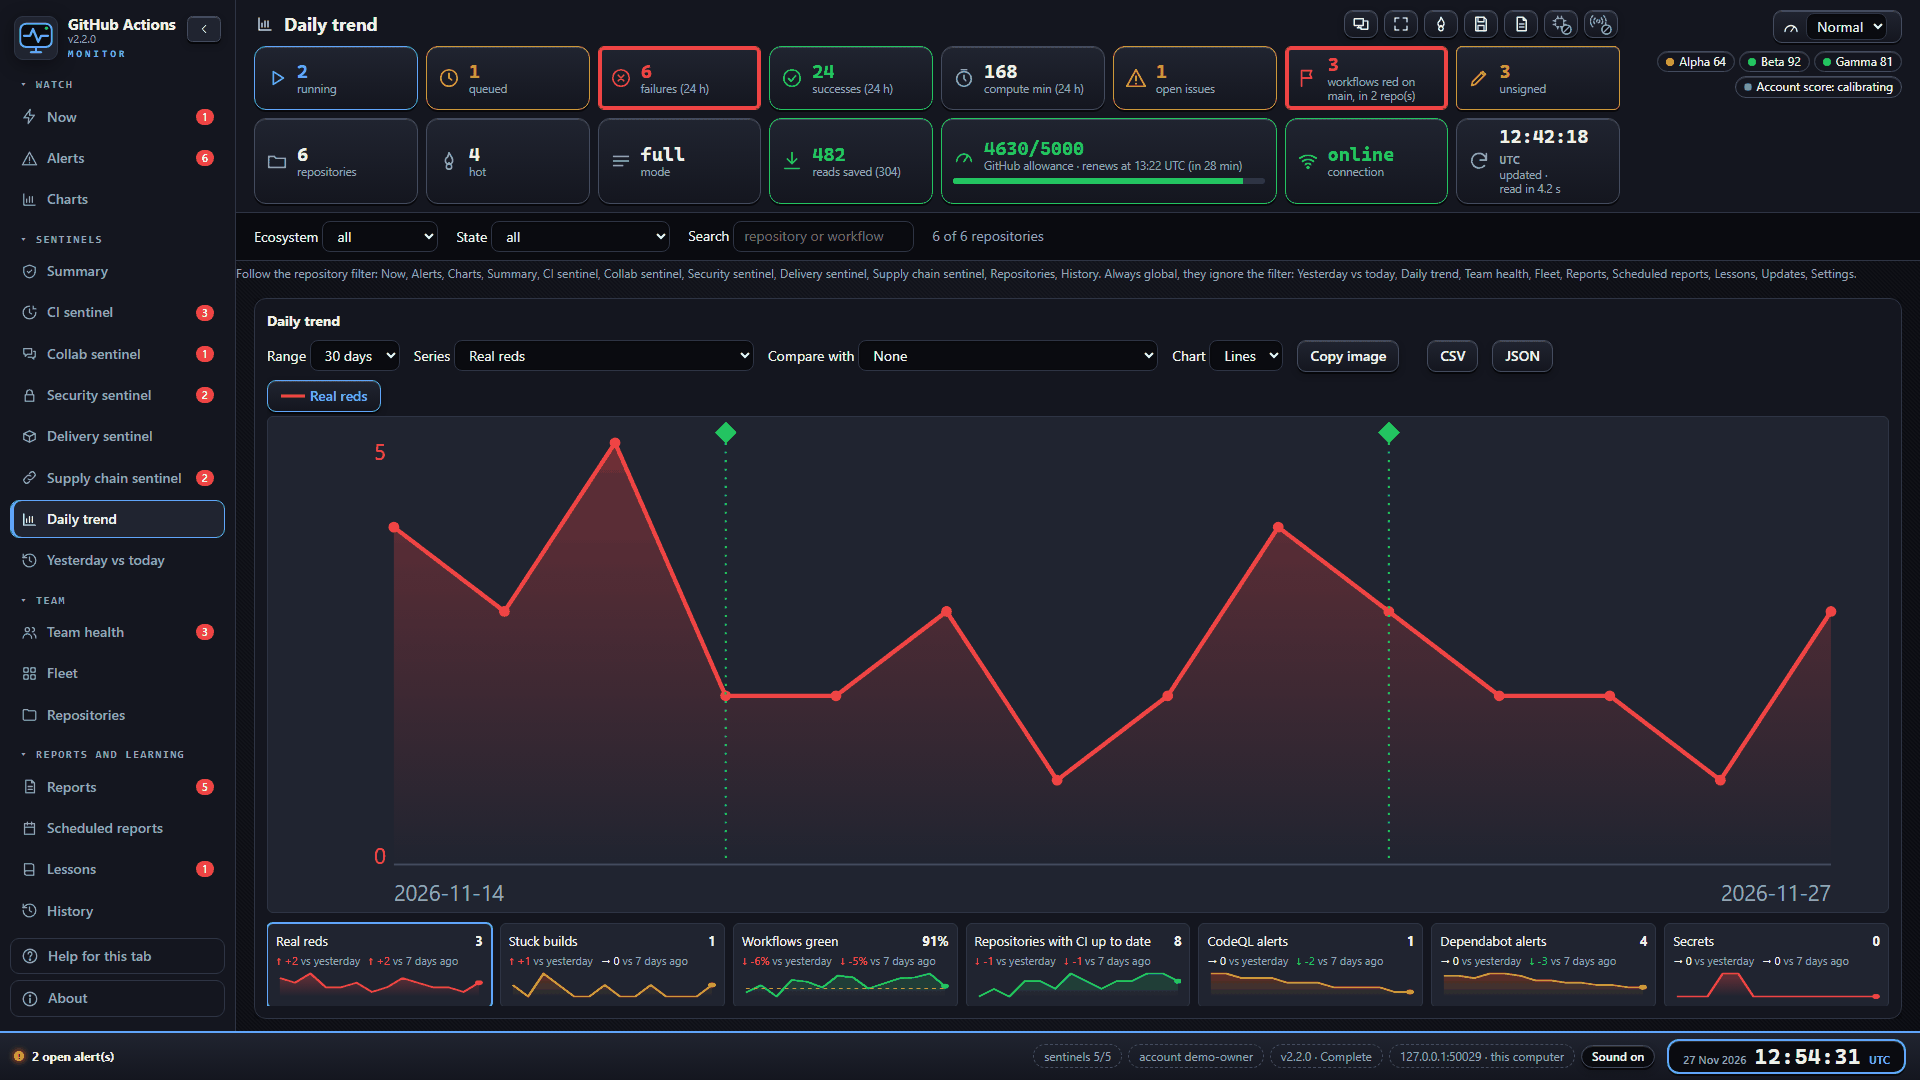 GitHub Actions
v2.2.0
MONITOR
WATCH
Now 1
Alerts 6
Charts
SENTINELS
Summary
CI sentinel 3
Collab sentinel 1
Security sentinel 2
Delivery sentinel
Supply chain sentinel 2
Daily trend
Yesterday vs today
TEAM
Team health 3
Fleet
Repositories
REPORTS AND LEARNING
Reports 5
Scheduled reports
Lessons 1
History
Help for this tab
About
Daily trend
Normal
Alpha 64
Beta 92
Gamma 81
Account score: calibrating
2
running
1
queued
6
failures (24 h)
24
successes (24 h)
168
compute min (24 h)
1
open issues
3
workflows red on
main, in 2 repo(s)
3
unsigned
6
repositories
4
hot
full
mode
482
reads saved (304)
4630/5000
GitHub allowance · renews at 13:22 UTC (in 28 min)
online
connection
12:42:18
UTC
updated ·
read in 4.2 s
Ecosystem all State all Search repository or workflow 6 of 6 repositories
Follow the repository filter: Now, Alerts, Charts, Summary, CI sentinel, Collab sentinel, Security sentinel, Delivery sentinel, Supply chain sentinel, Repositories, History. Always global, they ignore the filter: Yesterday vs today, Daily trend, Team health, Fleet, Reports, Scheduled reports, Lessons, Updates, Settings.
Daily trend
Range 30 days Series Real reds Compare with None Chart Lines Copy image CSV JSON
Real reds
5
0
2026-11-14 2026-11-27
Real reds 3
↑ +2 vs yesterday ↑ +2 vs 7 days ago
Stuck builds 1
↑ +1 vs yesterday → 0 vs 7 days ago
Workflows green 91%
↓ -6% vs yesterday ↓ -5% vs 7 days ago
Repositories with CI up to date 8
↓ -1 vs yesterday ↓ -1 vs 7 days ago
CodeQL alerts 1
→ 0 vs yesterday ↓ -2 vs 7 days ago
Dependabot alerts 4
→ 0 vs yesterday ↓ -3 vs 7 days ago
Secrets 0
→ 0 vs yesterday → 0 vs 7 days ago
2 open alert(s)
sentinels 5/5
account demo-owner
v2.2.0 · Complete
127.0.0.1:50029 · this computer
Sound on
27 Nov 2026 12:54:31 UTC